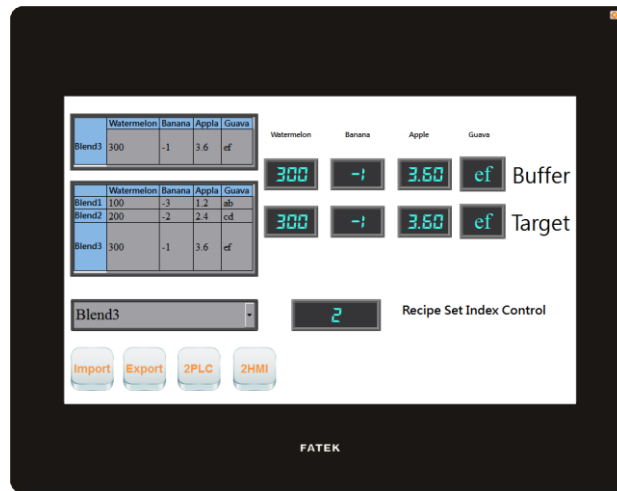 Watermelon Banana Appla Guava
Blend3 300 -1 3.6 ef
Watermelon Banana Apple Guava
300 -1 3.60 ef Buffer
Watermelon Banana Appla Guava
Blend1 100 -3 1.2 ab
Blend2 200 -2 2.4 cd
Blend3 300 -1 3.6 ef
300 -1 3.60 ef Target
Blend3
2 Recipe Set Index Control
Import Export 2PLC 2HMI
FATEK